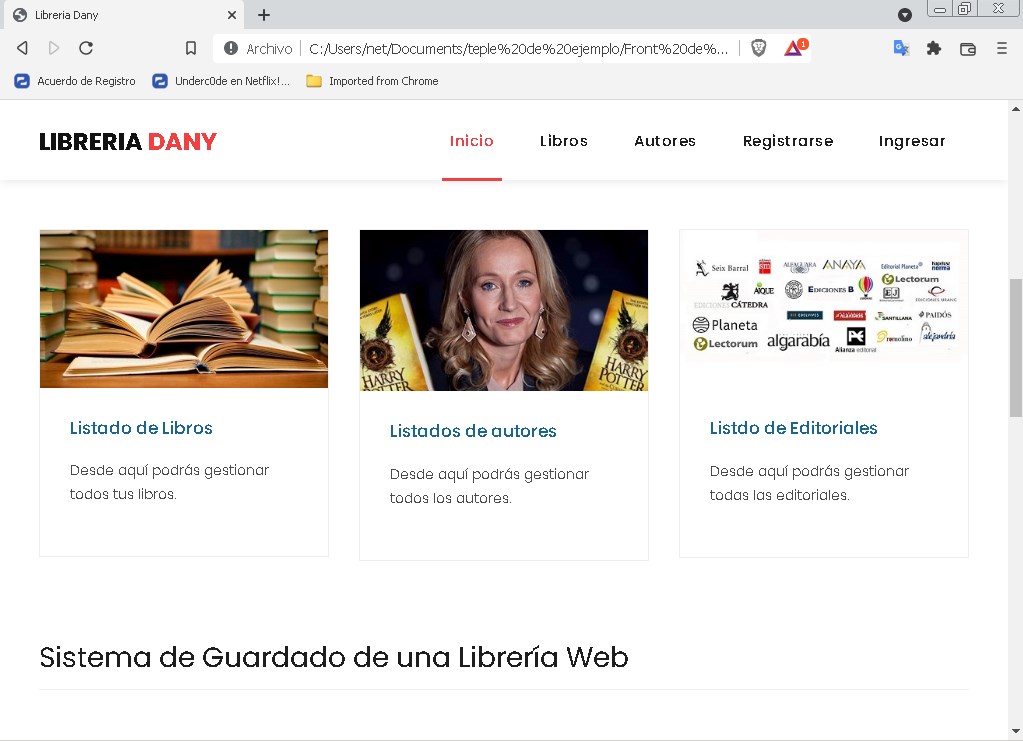 Libreria Dany
Archivo
C:/Users/net/Documents/teple%20de%20ejemplo/Front%20de%...
1
Acuerdo de Registro
Underc0de en Netflix!...
Imported from Chrome
LIBRERIA DANY
Inicio
Libros
Autores
Registrarse
Ingresar
HARRY
POTTER
HARRY
POTTER
Seix Barral
ALFAGUARA
ANAYA
Editorial Planeta
norma
Lectorum
AIQUE
EDICIONES B
EDICIONES CÁTEDRA
EJ
Planeta
SANTILLANA
PAIDÓS
Lectorum
algarabía
Alianza editorial
alejandría
Listado de Libros
Desde aquí podrás gestionar
todos tus libros.
Listados de autores
Desde aquí podrás gestionar
todos los autores.
Listdo de Editoriales
Desde aquí podrás gestionar
todas las editoriales.
Sistema de Guardado de una Librería Web